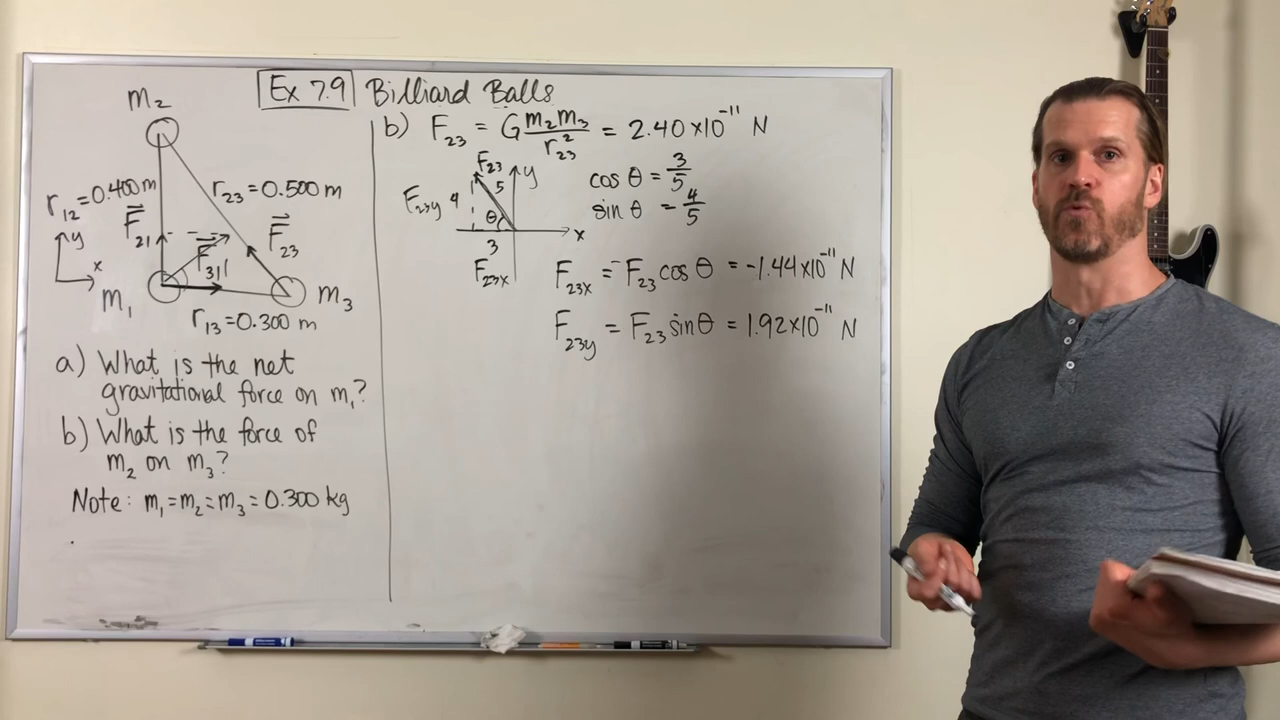 Ex 7.9 Billiard Balls
m₂
r₁₂=0.400 m
r₂₃=0.500 m
F⃗₂₁
F⃗₂₃
F⃗₃₁
y
x
m₁
m₃
r₁₃=0.300 m
a) What is the net
gravitational force on m₁?
b) What is the force of
m₂ on m₃?
Note: m₁=m₂=m₃=0.300 kg
b) F₂₃ = G m₂m₃/r₂₃² = 2.40×10⁻¹¹ N
F₂₃
y
5
F₂₃y 4
θ
x
3
F₂₃x
cos θ = 3/5
sin θ = 4/5
F₂₃x = -F₂₃ cos θ = -1.44×10⁻¹¹ N
F₂₃y = F₂₃ sin θ = 1.92×10⁻¹¹ N